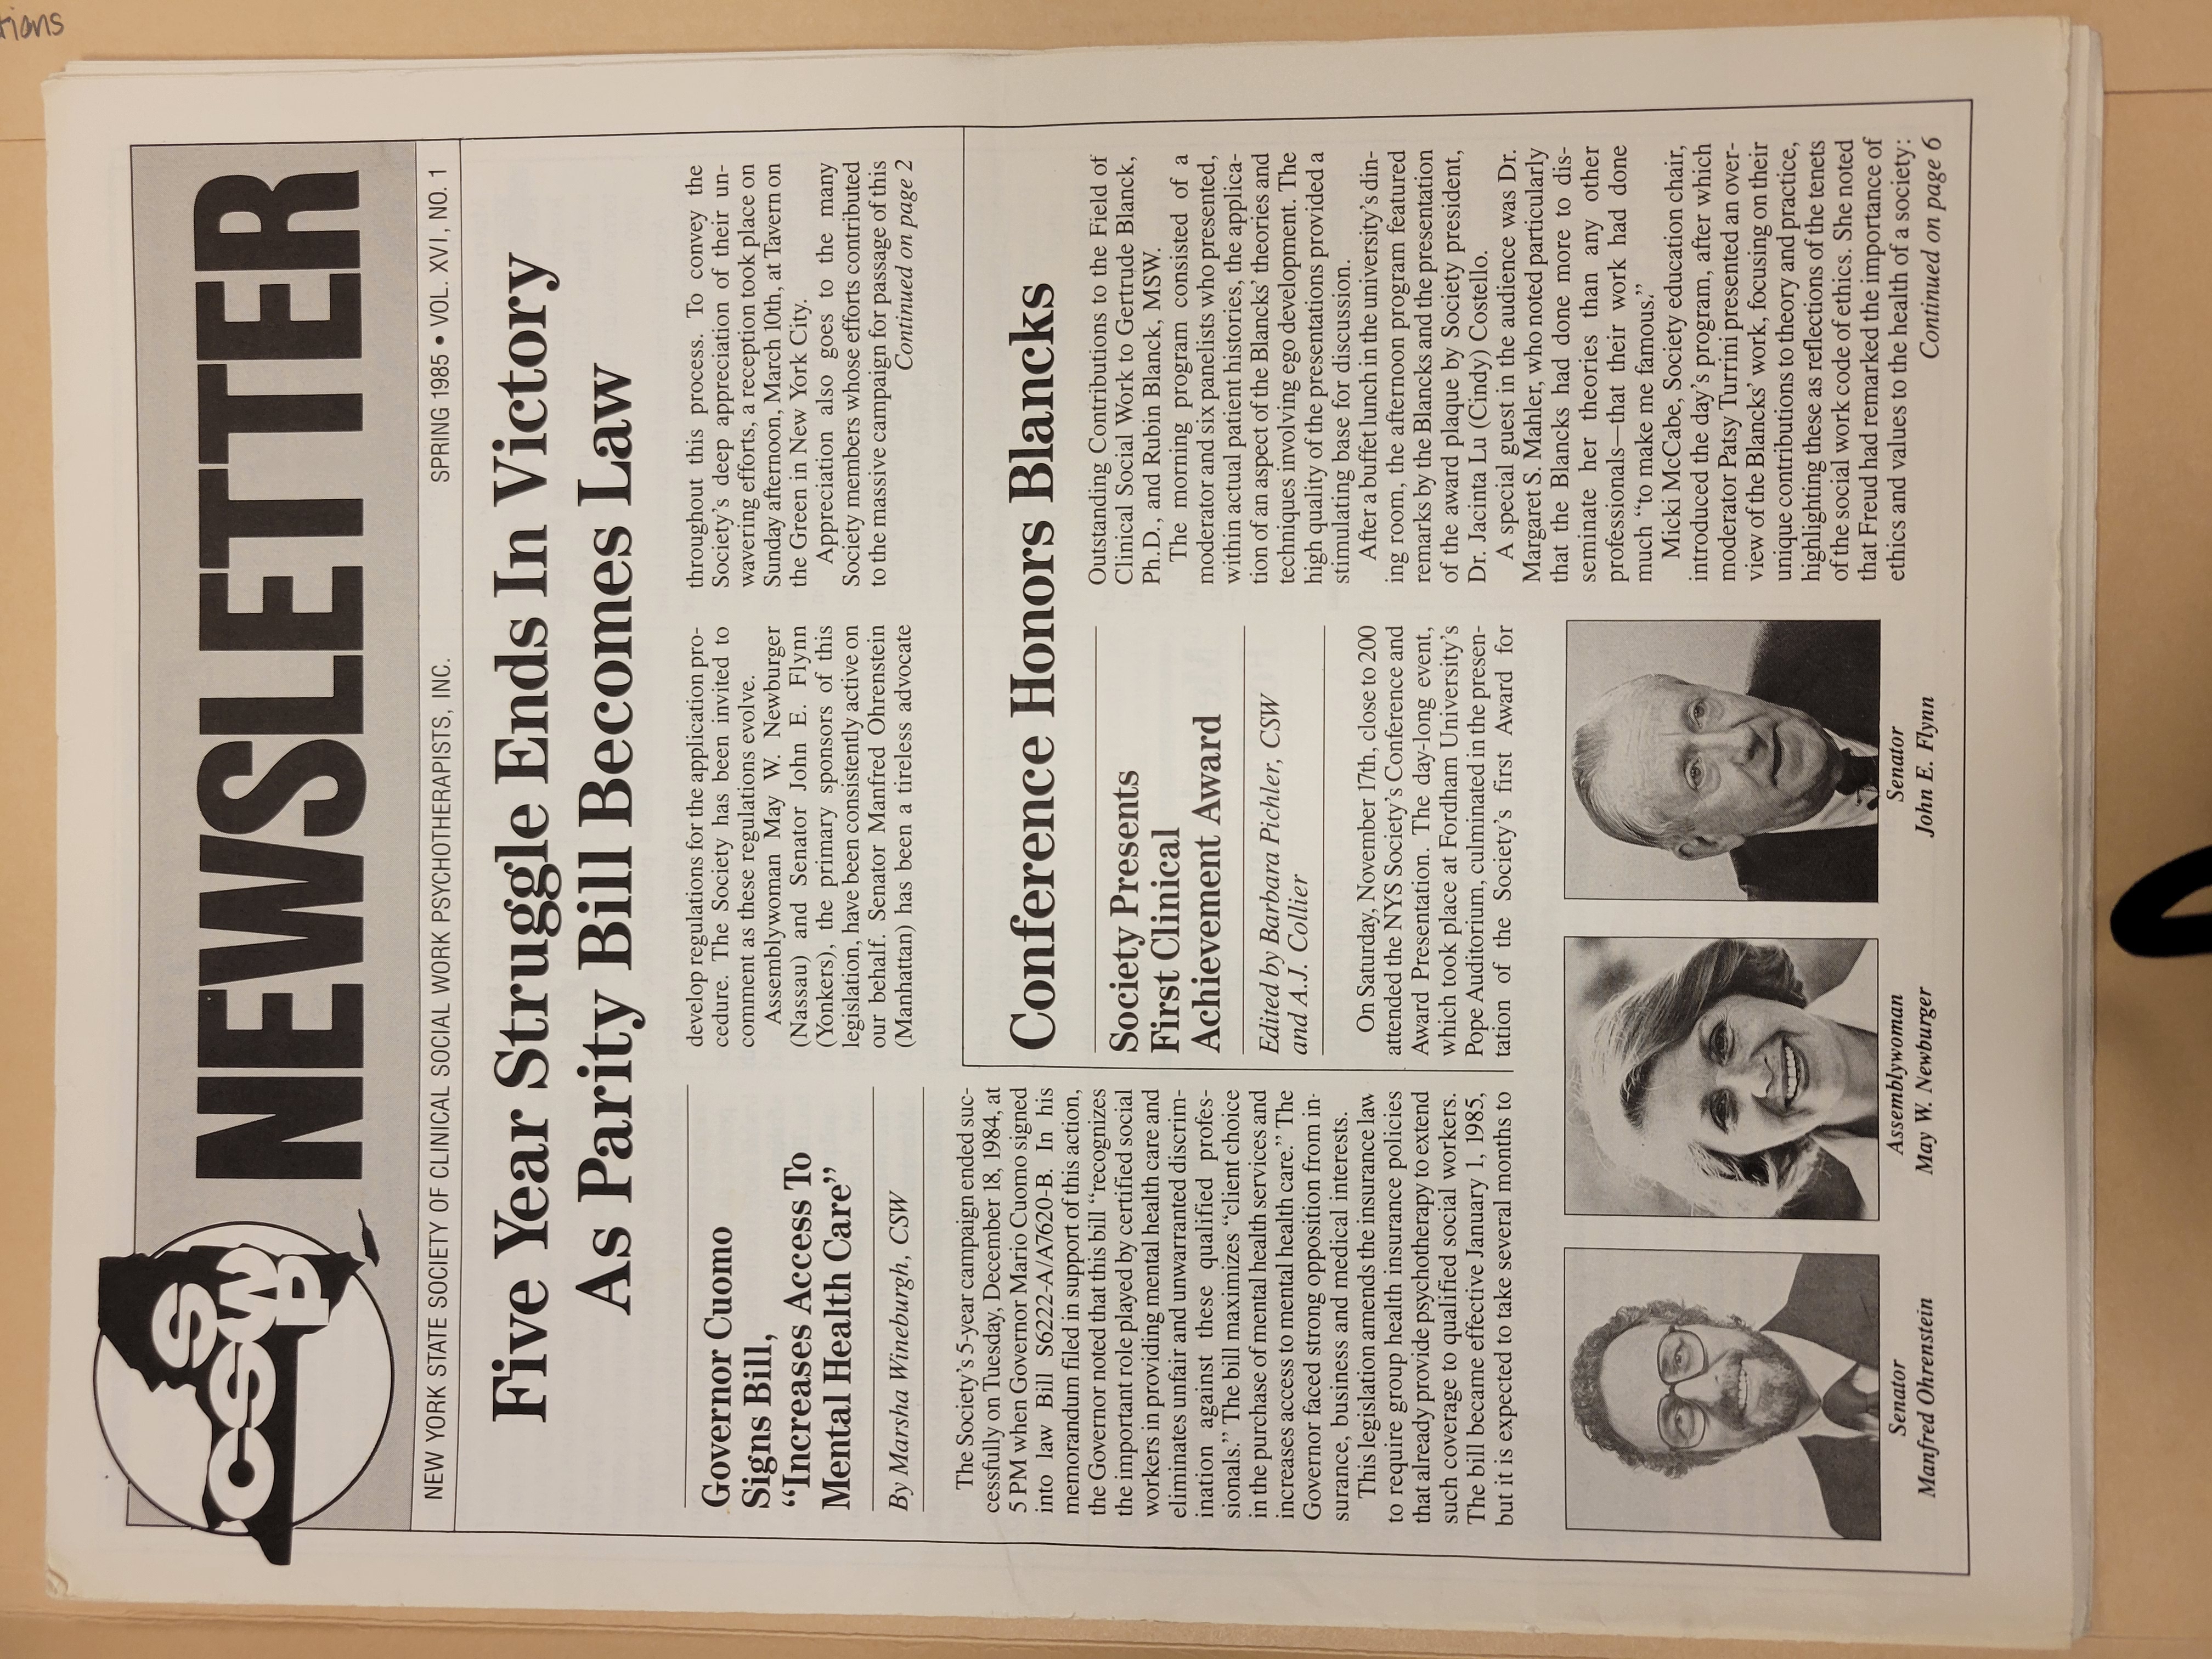 tions
S
CSW
P
NEWSLETTER
NEW YORK STATE SOCIETY OF CLINICAL SOCIAL WORK PSYCHOTHERAPISTS, INC.
SPRING 1985 • VOL. XVI, NO. 1
Five Year Struggle Ends In Victory
As Parity Bill Becomes Law
Governor Cuomo
Signs Bill,
“Increases Access To
Mental Health Care”
By Marsha Wineburgh, CSW
The Society’s 5-year campaign ended suc-
cessfully on Tuesday, December 18, 1984, at
5 PM when Governor Mario Cuomo signed
into law Bill S6222-A/A7620-B. In his
memorandum filed in support of this action,
the Governor noted that this bill “recognizes
the important role played by certified social
workers in providing mental health care and
eliminates unfair and unwarranted discrim-
ination against these qualified profes-
sionals.” The bill maximizes “client choice
in the purchase of mental health services and
increases access to mental health care.” The
Governor faced strong opposition from in-
surance, business and medical interests.
This legislation amends the insurance law
to require group health insurance policies
that already provide psychotherapy to extend
such coverage to qualified social workers.
The bill became effective January 1, 1985,
but it is expected to take several months to
develop regulations for the application pro-
cedure. The Society has been invited to
comment as these regulations evolve.
Assemblywoman May W. Newburger
(Nassau) and Senator John E. Flynn
(Yonkers), the primary sponsors of this
legislation, have been consistently active on
our behalf. Senator Manfred Ohrenstein
(Manhattan) has been a tireless advocate
throughout this process. To convey the
Society’s deep appreciation of their un-
wavering efforts, a reception took place on
Sunday afternoon, March 10th, at Tavern on
the Green in New York City.
Appreciation also goes to the many
Society members whose efforts contributed
to the massive campaign for passage of this
Continued on page 2
Conference Honors Blancks
Society Presents
First Clinical
Achievement Award
Edited by Barbara Pichler, CSW
and A.J. Collier
On Saturday, November 17th, close to 200
attended the NYS Society’s Conference and
Award Presentation. The day-long event,
which took place at Fordham University’s
Pope Auditorium, culminated in the presen-
tation of the Society’s first Award for
Outstanding Contributions to the Field of
Clinical Social Work to Gertrude Blanck,
Ph.D., and Rubin Blanck, MSW.
The morning program consisted of a
moderator and six panelists who presented,
within actual patient histories, the applica-
tion of an aspect of the Blancks’ theories and
techniques involving ego development. The
high quality of the presentations provided a
stimulating base for discussion.
After a buffet lunch in the university’s din-
ing room, the afternoon program featured
remarks by the Blancks and the presentation
of the award plaque by Society president,
Dr. Jacinta Lu (Cindy) Costello.
A special guest in the audience was Dr.
Margaret S. Mahler, who noted particularly
that the Blancks had done more to dis-
seminate her theories than any other
professionals—that their work had done
much “to make me famous.”
Micki McCabe, Society education chair,
introduced the day’s program, after which
moderator Patsy Turrini presented an over-
view of the Blancks’ work, focusing on their
unique contributions to theory and practice,
highlighting these as reflections of the tenets
of the social work code of ethics. She noted
that Freud had remarked the importance of
ethics and values to the health of a society:
Continued on page 6
Senator
Manfred Ohrenstein
Assemblywoman
May W. Newburger
Senator
John E. Flynn